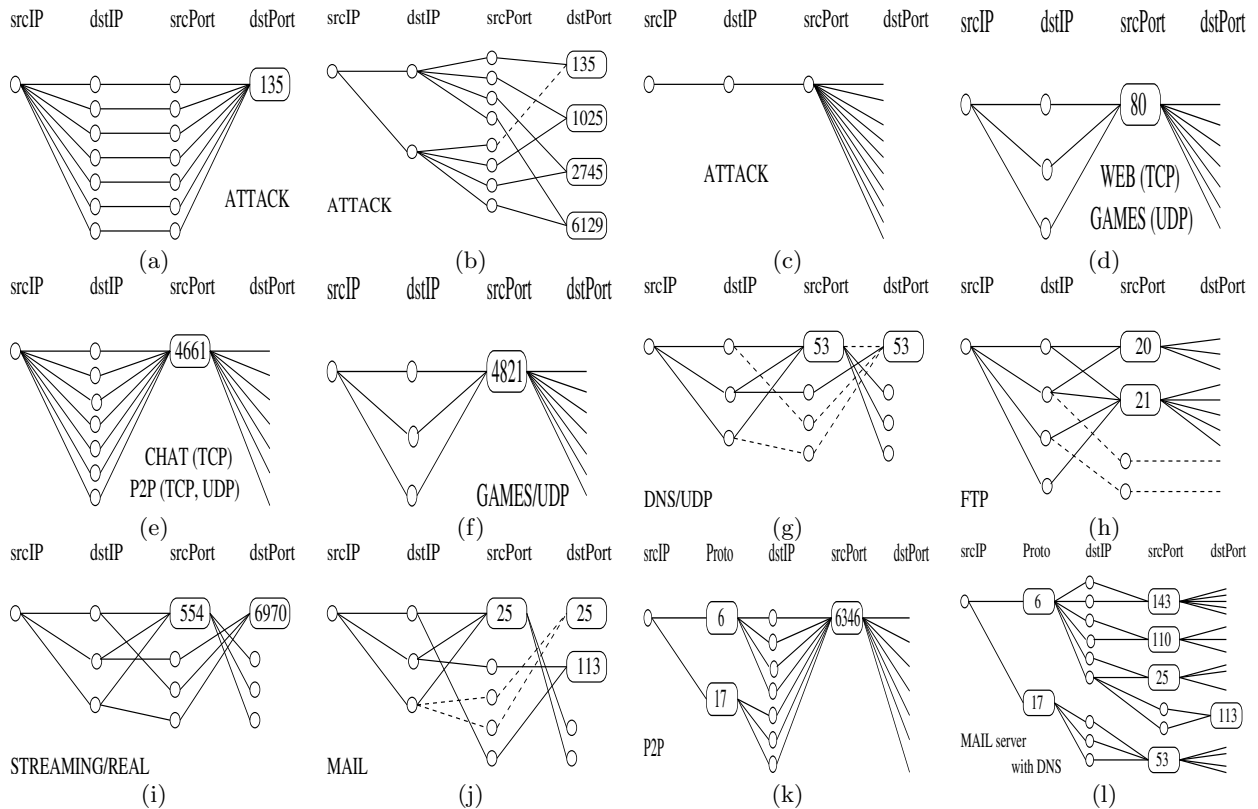 srcIP dstIP srcPort dstPort
135
ATTACK
(a)
srcIP dstIP srcPort dstPort
135
1025
2745
6129
ATTACK
(b)
srcIP dstIP srcPort dstPort
ATTACK
(c)
srcIP dstIP srcPort dstPort
80
WEB (TCP)
GAMES (UDP)
(d)
srcIP dstIP srcPort dstPort
4661
CHAT (TCP)
P2P (TCP, UDP)
(e)
srcIP dstIP srcPort dstPort
4821
GAMES/UDP
(f)
srcIP dstIP srcPort dstPort
53 53
DNS/UDP
(g)
srcIP dstIP srcPort dstPort
20
21
FTP
(h)
srcIP dstIP srcPort dstPort
554 6970
STREAMING/REAL
(i)
srcIP dstIP srcPort dstPort
25 25
113
MAIL
(j)
srcIP Proto dstIP srcPort dstPort
6 6346
17
P2P
(k)
srcIP Proto dstIP srcPort dstPort
6 143
110
25
17 113
MAIL server
with DNS
53
(l)